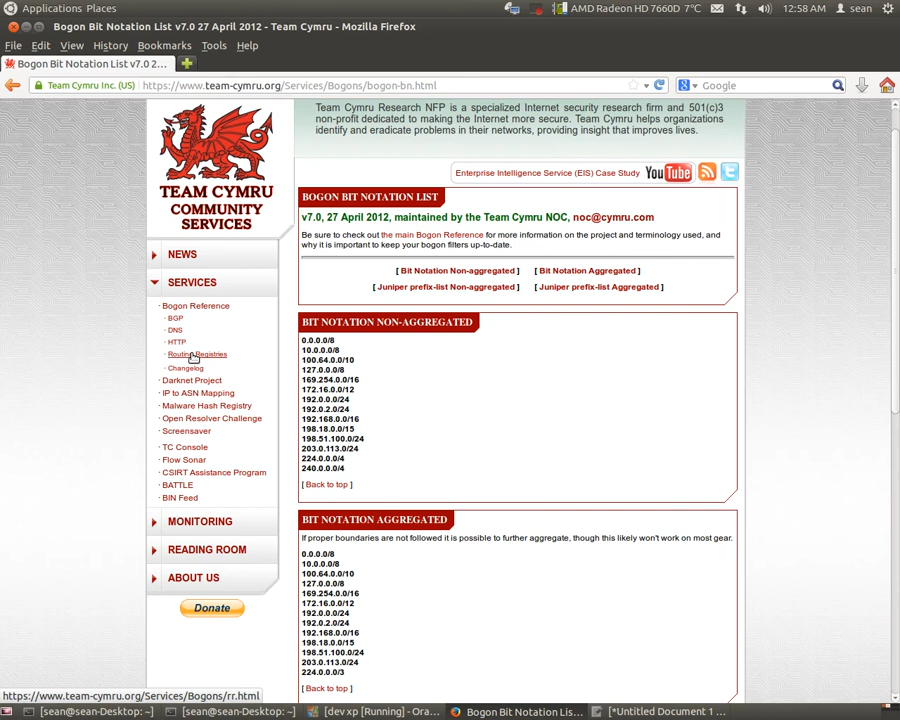 Applications Places
AMD Radeon HD 7660D 7°C
12:58 AM
sean
Bogon Bit Notation List v7.0 27 April 2012 - Team Cymru - Mozilla Firefox
File Edit View History Bookmarks Tools Help
Bogon Bit Notation List v7.0 2...
Team Cymru Inc. (US)
https://www.team-cymru.org/Services/Bogons/bogon-bn.html
Google
TEAM CYMRU
COMMUNITY
SERVICES
NEWS
SERVICES
Bogon Reference
BGP
DNS
HTTP
Routing Registries
Changelog
Darknet Project
IP to ASN Mapping
Malware Hash Registry
Open Resolver Challenge
Screensaver
TC Console
Flow Sonar
CSIRT Assistance Program
BATTLE
BIN Feed
MONITORING
READING ROOM
ABOUT US
Donate
Team Cymru Research NFP is a specialized Internet security research firm and 501(c)3
non-profit dedicated to making the Internet more secure. Team Cymru helps organizations
identify and eradicate problems in their networks, providing insight that improves lives.
Enterprise Intelligence Service (EIS) Case Study
YouTube
BOGON BIT NOTATION LIST
v7.0, 27 April 2012, maintained by the Team Cymru NOC, noc@cymru.com
Be sure to check out the main Bogon Reference for more information on the project and terminology used, and
why it is important to keep your bogon filters up-to-date.
[ Bit Notation Non-aggregated ] [ Bit Notation Aggregated ]
[ Juniper prefix-list Non-aggregated ] [ Juniper prefix-list Aggregated ]
BIT NOTATION NON-AGGREGATED
0.0.0.0/8
10.0.0.0/8
100.64.0.0/10
127.0.0.0/8
169.254.0.0/16
172.16.0.0/12
192.0.0.0/24
192.0.2.0/24
192.168.0.0/16
198.18.0.0/15
198.51.100.0/24
203.0.113.0/24
224.0.0.0/4
240.0.0.0/4
[ Back to top ]
BIT NOTATION AGGREGATED
If proper boundaries are not followed it is possible to further aggregate, though this likely won't work on most gear.
0.0.0.0/8
10.0.0.0/8
100.64.0.0/10
127.0.0.0/8
169.254.0.0/16
172.16.0.0/12
192.0.0.0/24
192.0.2.0/24
192.168.0.0/16
198.18.0.0/15
198.51.100.0/24
203.0.113.0/24
224.0.0.0/3
[ Back to top ]
https://www.team-cymru.org/Services/Bogons/rr.html
[sean@sean-Desktop: ~]
[sean@sean-Desktop: ~]
[dev xp [Running] - Ora...
Bogon Bit Notation Lis...
[*Untitled Document 1 ...